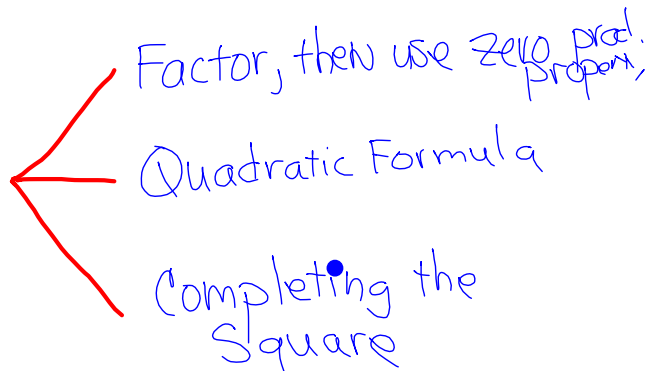 Factor, then use zero prod.
propert,
Quadratic Formula
Completing the
Square